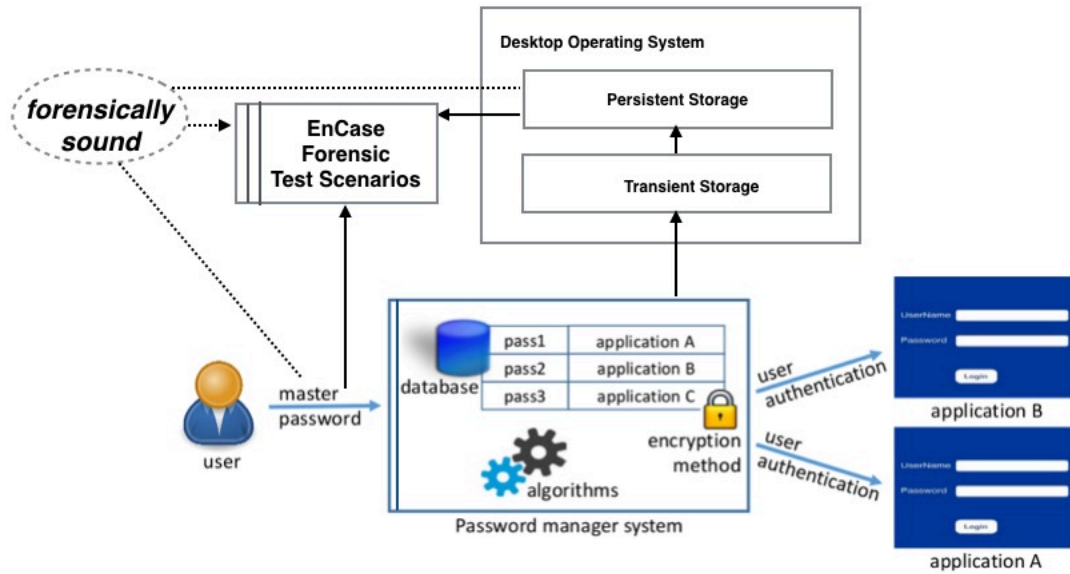 Desktop Operating System
Persistent Storage
Transient Storage
forensically
sound
EnCase
Forensic
Test Scenarios
user
master
password
database
pass1 application A
pass2 application B
pass3 application C
encryption
method
algorithms
Password manager system
user
authentication
user
authentication
UserName
Password
Login
application B
UserName
Password
Login
application A